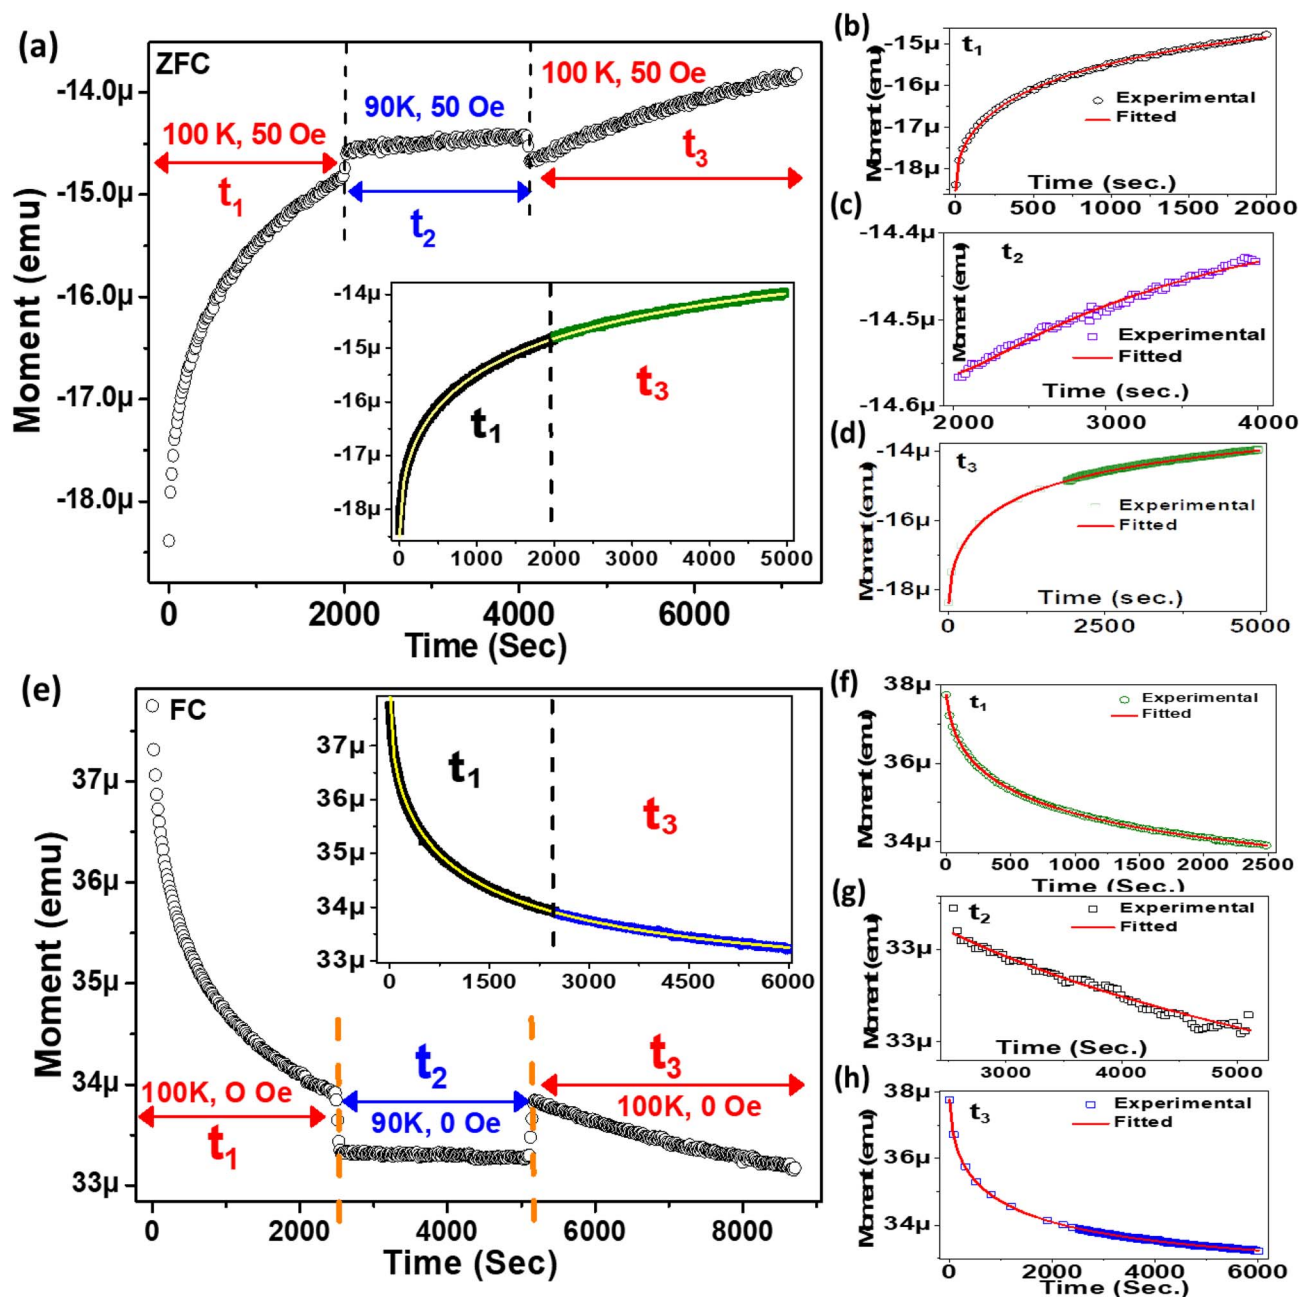 (a)
ZFC
-14.0µ
-15.0µ
-16.0µ
-17.0µ
-18.0µ
Moment (emu)
100 K, 50 Oe
t1
90K, 50 Oe
t2
100 K, 50 Oe
t3
-14µ
-15µ
-16µ
-17µ
-18µ
t1
t3
0 1000 2000 3000 4000 5000
0 2000 4000 6000
Time (Sec)
(b)
t1
-15µ
-16µ
-17µ
-18µ
Moment (emu)
Experimental
Fitted
Time (sec.)
0 500 1000 1500 2000
(c)
t2
-14.4µ
-14.5µ
-14.6µ
Moment (emu)
Experimental
Fitted
Time (sec.)
2000 3000 4000
(d)
t3
-14µ
-16µ
-18µ
Moment (emu)
Experimental
Fitted
Time (sec.)
0 2500 5000
(e)
FC
37µ
36µ
35µ
34µ
33µ
Moment (emu)
37µ
36µ
35µ
34µ
33µ
t1
t3
0 1500 3000 4500 6000
100K, O Oe
t1
t2
90K, 0 Oe
t3
100K, 0 Oe
0 2000 4000 6000 8000
Time (Sec)
(f)
t1
38µ
36µ
34µ
Moment (emu)
Experimental
Fitted
0 500 1000 1500 2000 2500
Time (Sec.)
(g)
t2
33µ
33µ
Moment (emu)
Experimental
Fitted
Time (Sec.)
3000 4000 5000
(h)
t3
38µ
36µ
34µ
Moment (emu)
Experimental
Fitted
0 2000 4000 6000
Time (Sec.)